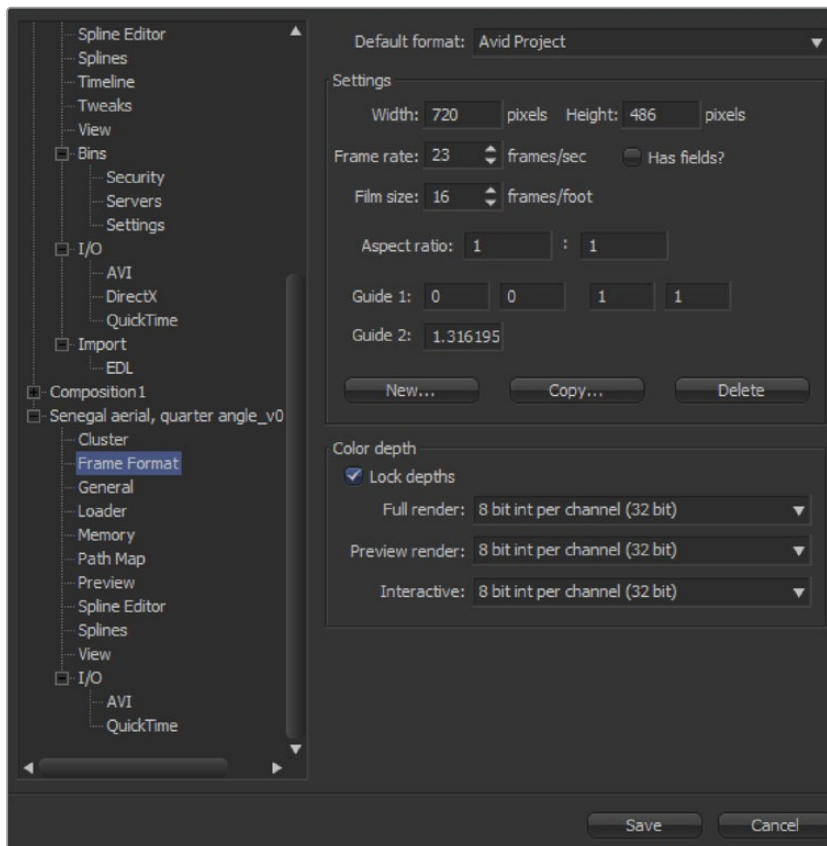 Spline Editor
Splines
Timeline
Tweaks
View
Bins
Security
Servers
Settings
I/O
AVI
DirectX
QuickTime
Import
EDL
Composition1
Senegal aerial, quarter angle_v0
Cluster
Frame Format
General
Loader
Memory
Path Map
Preview
Spline Editor
Splines
View
I/O
AVI
QuickTime
Default format: Avid Project
Settings
Width: 720 pixels Height: 486 pixels
Frame rate: 23 frames/sec Has fields?
Film size: 16 frames/foot
Aspect ratio: 1 : 1
Guide 1: 0 0 1 1
Guide 2: 1.316195
New... Copy... Delete
Color depth
Lock depths
Full render: 8 bit int per channel (32 bit)
Preview render: 8 bit int per channel (32 bit)
Interactive: 8 bit int per channel (32 bit)
Save Cancel